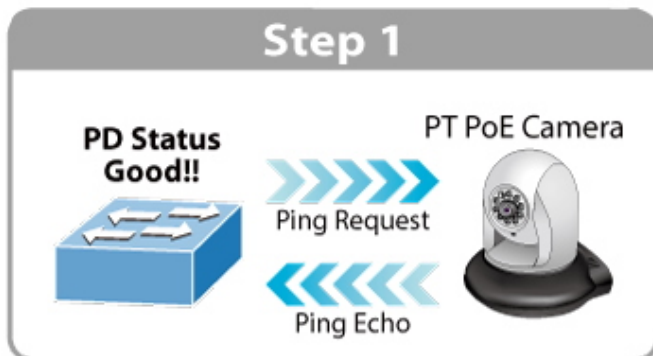 Step 1
PD Status
Good!!
PT PoE Camera
Ping Request
Ping Echo